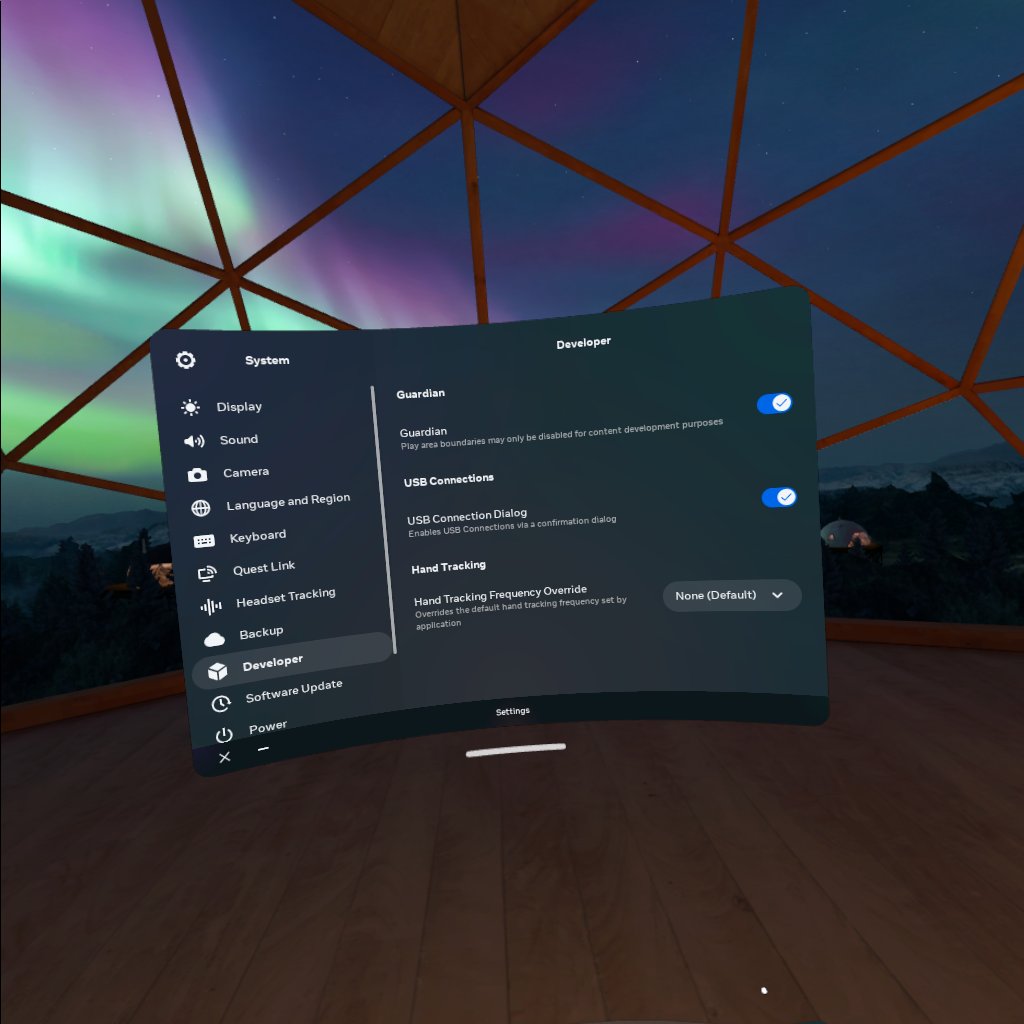 System
Display
Sound
Camera
Language and Region
Keyboard
Quest Link
Headset Tracking
Backup
Developer
Software Update
Power
Developer
Guardian
Guardian
Play area boundaries may only be disabled for content development purposes
USB Connections
USB Connection Dialog
Enables USB Connections via a confirmation dialog
Hand Tracking
Hand Tracking Frequency Override
Overrides the default hand tracking frequency set by
application
None (Default)
Settings